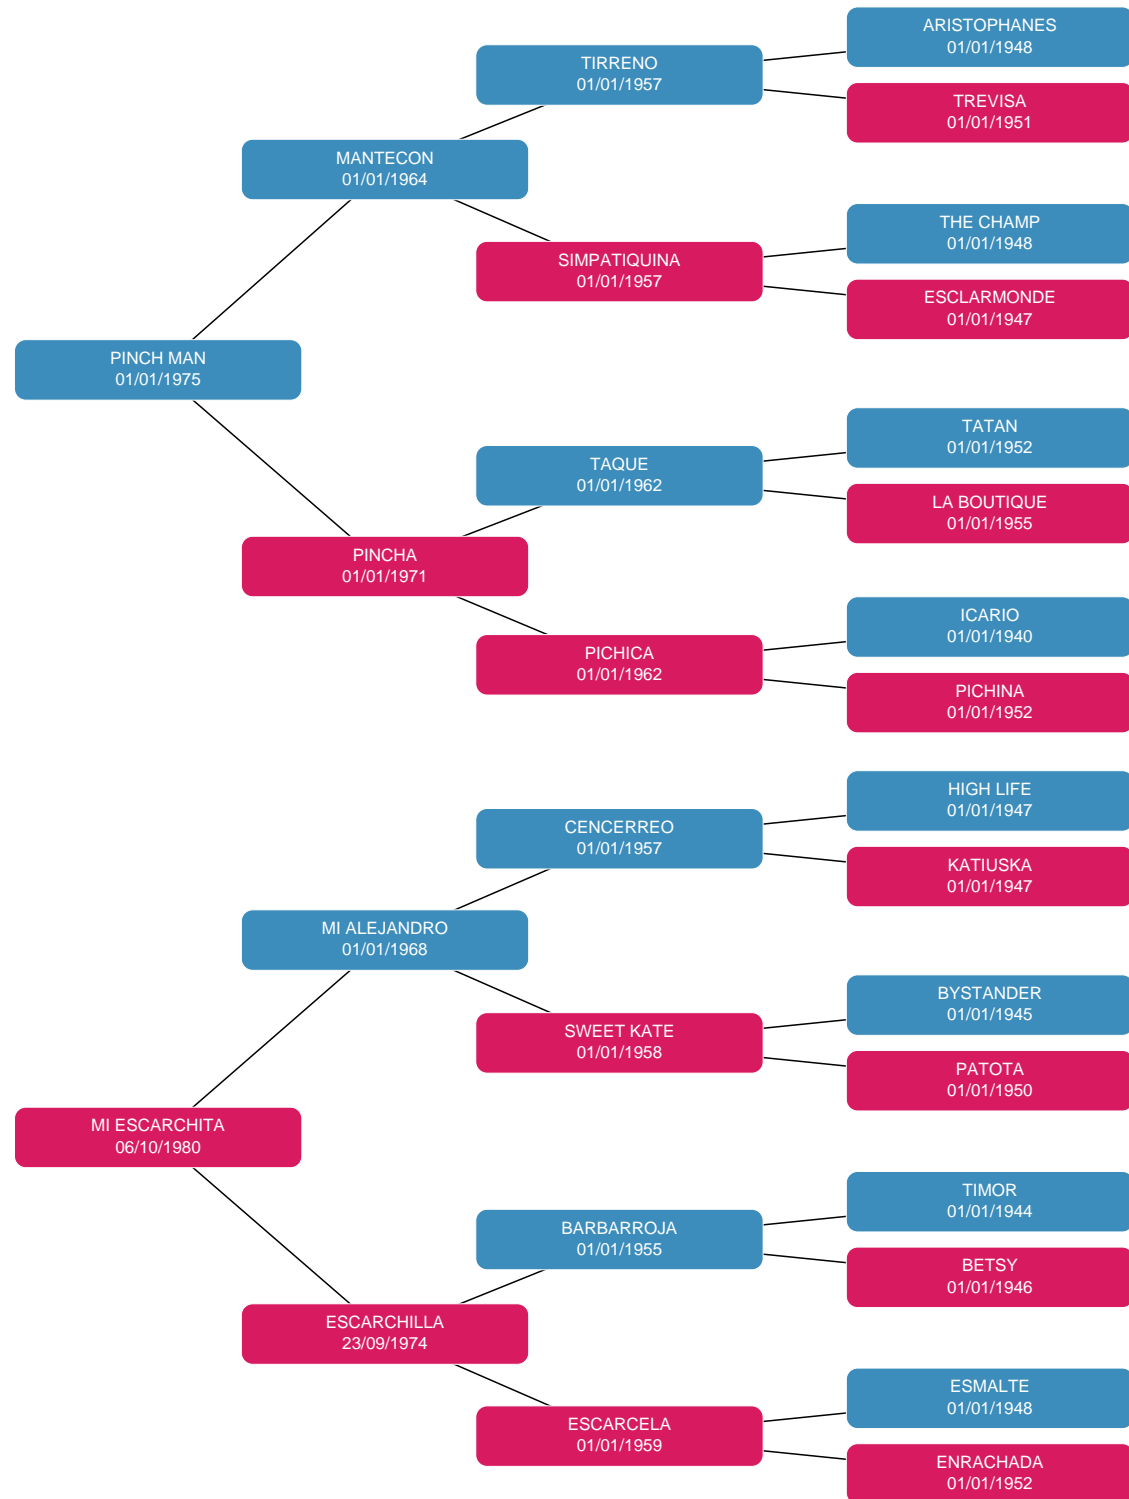 ARISTOPHANES
01/01/1948
TIRRENO
01/01/1957
TREVISA
01/01/1951
MANTECON
01/01/1964
THE CHAMP
01/01/1948
SIMPATIQUINA
01/01/1957
ESCLARMONDE
01/01/1947
PINCH MAN
01/01/1975
TATAN
01/01/1952
TAQUE
01/01/1962
LA BOUTIQUE
01/01/1955
PINCHA
01/01/1971
ICARIO
01/01/1940
PICHICA
01/01/1962
PICHINA
01/01/1952
HIGH LIFE
01/01/1947
CENCERREO
01/01/1957
KATIUSKA
01/01/1947
MI ALEJANDRO
01/01/1968
BYSTANDER
01/01/1945
SWEET KATE
01/01/1958
PATOTA
01/01/1950
MI ESCARCHITA
06/10/1980
TIMOR
01/01/1944
BARBARROJA
01/01/1955
BETSY
01/01/1946
ESCARCHILLA
23/09/1974
ESMALTE
01/01/1948
ESCARCELA
01/01/1959
ENRACHADA
01/01/1952